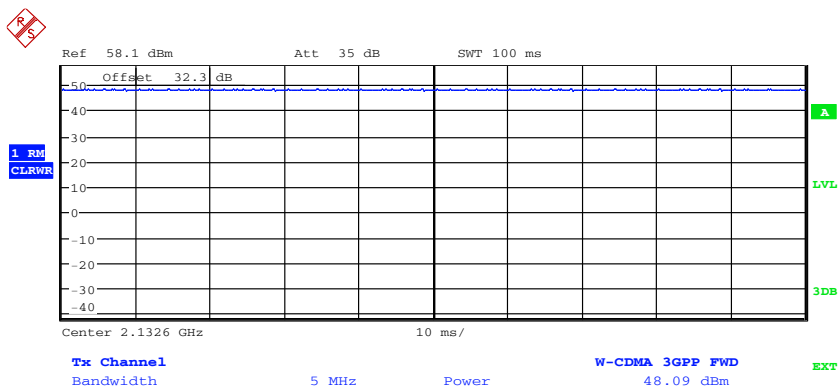 R S
Ref 58.1 dBm Att 35 dB SWT 100 ms
Offset 32.3 dB
50
40
A
30
1 RM
20
CLRWR
10
LVL
0
-10
-20
-30
3DB
-40
Center 2.1326 GHz 10 ms/
Tx Channel W-CDMA 3GPP FWD
EXT
Bandwidth 5 MHz Power 48.09 dBm